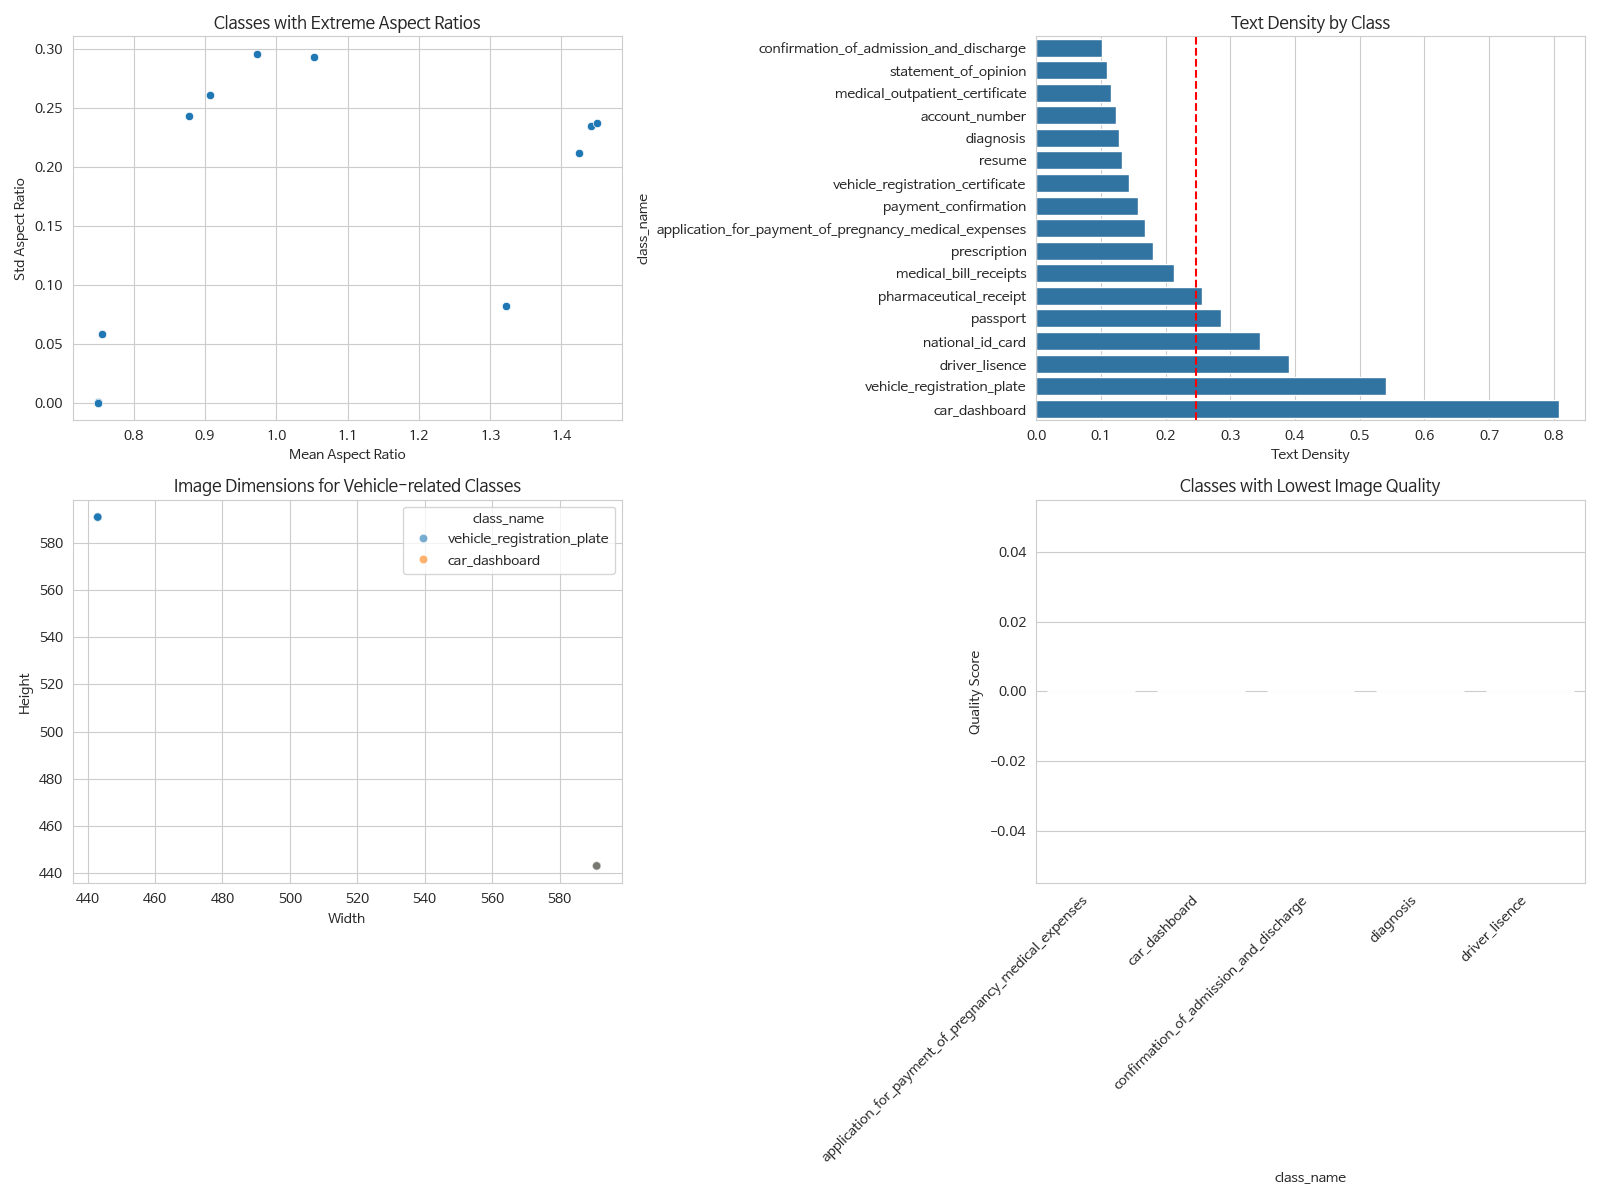 Classes with Extreme Aspect Ratios
0.30
0.25
0.20
0.15
0.10
0.05
0.00
Std Aspect Ratio
0.8 0.9 1.0 1.1 1.2 1.3 1.4
Mean Aspect Ratio
Text Density by Class
class_name
confirmation_of_admission_and_discharge
statement_of_opinion
medical_outpatient_certificate
account_number
diagnosis
resume
vehicle_registration_certificate
payment_confirmation
application_for_payment_of_pregnancy_medical_expenses
prescription
medical_bill_receipts
pharmaceutical_receipt
passport
national_id_card
driver_lisence
vehicle_registration_plate
car_dashboard
0.0 0.1 0.2 0.3 0.4 0.5 0.6 0.7 0.8
Text Density
Image Dimensions for Vehicle-related Classes
class_name
vehicle_registration_plate
car_dashboard
580
560
540
520
500
480
460
440
Height
440 460 480 500 520 540 560 580
Width
Classes with Lowest Image Quality
0.04
0.02
0.00
−0.02
−0.04
Quality Score
application_for_payment_of_pregnancy_medical_expenses
car_dashboard
confirmation_of_admission_and_discharge
diagnosis
driver_lisence
class_name